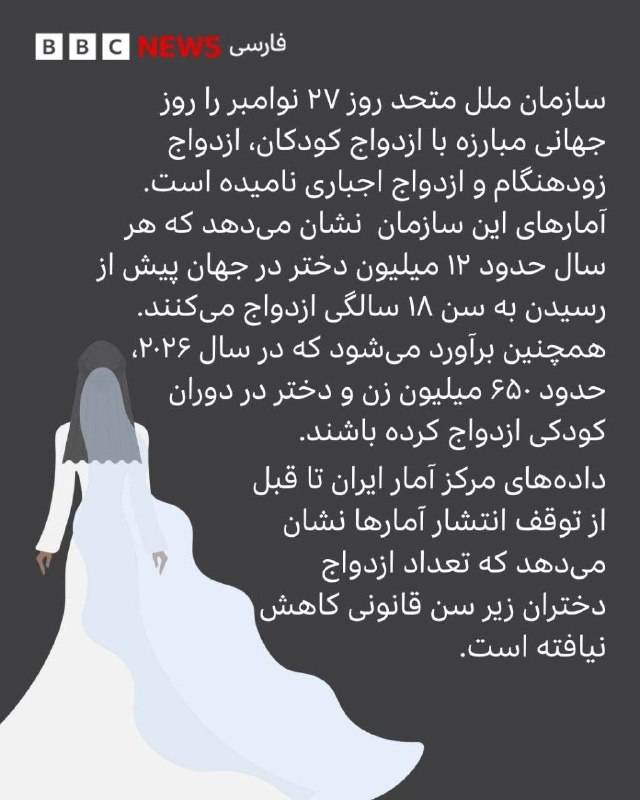 BBC NEWS فارسی
سازمان ملل متحد روز ۲۷ نوامبر را روز
جهانی مبارزه با ازدواج کودکان، ازدواج
زودهنگام و ازدواج اجباری نامیده است.
آمارهای این سازمان نشان می‌دهد که هر
سال حدود ۱۲ میلیون دختر در جهان پیش از
رسیدن به سن ۱۸ سالگی ازدواج می‌کنند.
همچنین برآورد می‌شود که در سال ۲۰۲۶،
حدود ۶۵۰ میلیون زن و دختر در دوران
کودکی ازدواج کرده باشند.
داده‌های مرکز آمار ایران تا قبل
از توقف انتشار آمارها نشان
می‌دهد که تعداد ازدواج
دختران زیر سن قانونی کاهش
نیافته است.